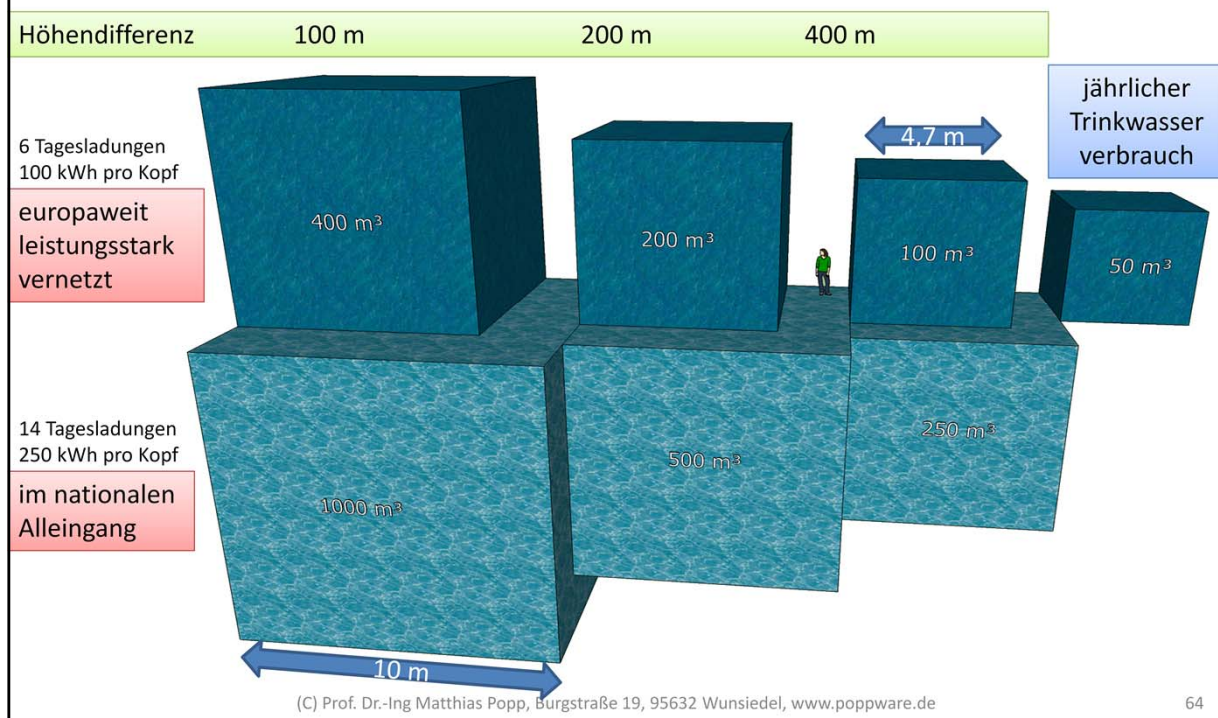 Höhendifferenz 100 m 200 m 400 m
jährlicher
Trinkwasser
verbrauch
4,7 m
6 Tagesladungen
100 kWh pro Kopf
europaweit
leistungsstark
vernetzt
400 m³
200 m³
100 m³
50 m³
14 Tagesladungen
250 kWh pro Kopf
im nationalen
Alleingang
1000 m³
500 m³
250 m³
10 m
(C) Prof. Dr.-Ing Matthias Popp, Burgstraße 19, 95632 Wunsiedel, www.poppware.de 64